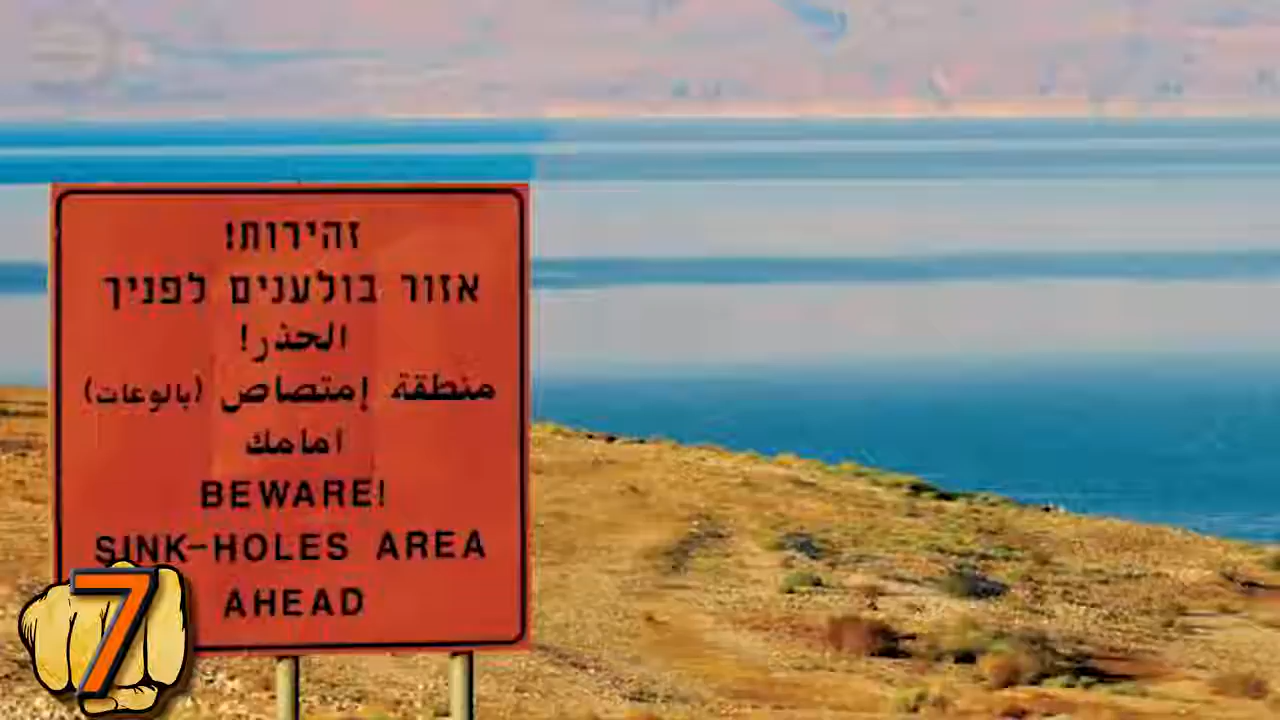 זהירות!
אזור בולענים לפניך
الحذر!
منطقة إمتصاص (بالوعات)
امامك
BEWARE!
SINK-HOLES AREA
AHEAD
7